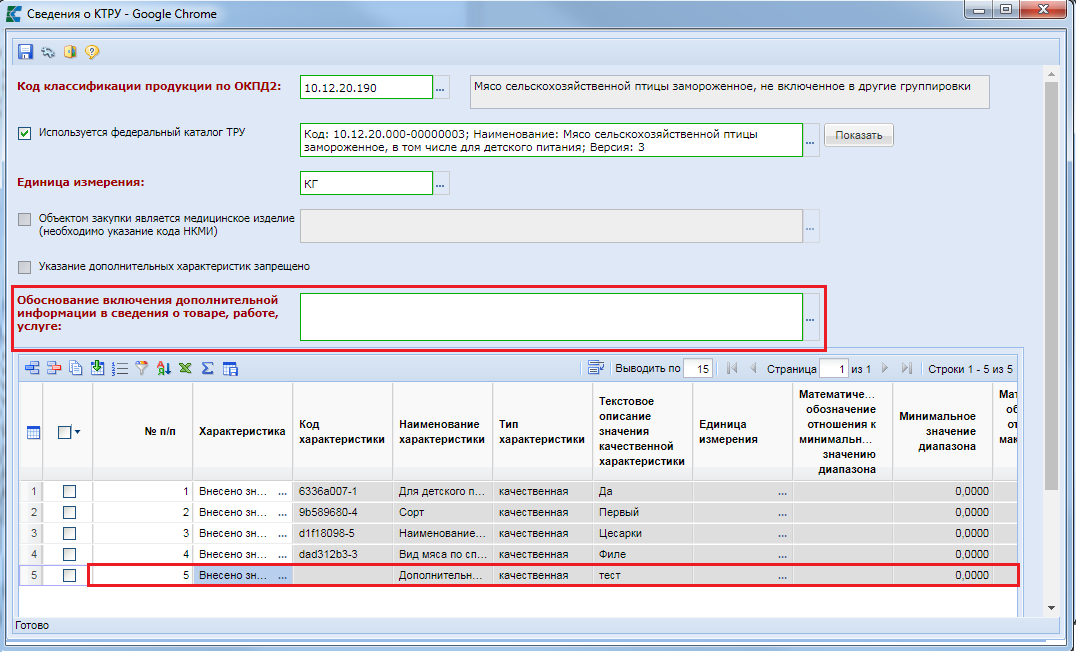 Сведения о КТРУ - Google Chrome
Код классификации продукции по ОКПД2:
10.12.20.190
...
Мясо сельскохозяйственной птицы замороженное, не включенное в другие группировки
Используется федеральный каталог ТРУ
Код: 10.12.20.000-00000003; Наименование: Мясо сельскохозяйственной птицы
замороженное, в том числе для детского питания; Версия: 3
...
Показать
Единица измерения:
КГ
...
Объектом закупки является медицинское изделие
(необходимо указание кода НКМИ)
...
Указание дополнительных характеристик запрещено
Обоснование включения дополнительной
информации в сведения о товаре, работе,
услуге:
...
Выводить по 15 Страница 1 из 1 Строки 1 - 5 из 5
№ п/п
Характеристика
Код
характеристики
Наименование
характеристики
Тип
характеристики
Текстовое
описание
значения
качественной
характеристики
Единица
измерения
Математиче...
обозначение
отношения к
минимальн...
значению
диапазона
Минимальное
значение
диапазона
1 1 Внесено зн... ... 6336a007-1 Для детского п... качественная Да ... 0,0000
2 2 Внесено зн... ... 9b589680-4 Сорт качественная Первый ... 0,0000
3 3 Внесено зн... ... d1f18098-5 Наименование... качественная Цесарки ... 0,0000
4 4 Внесено зн... ... dad312b3-3 Вид мяса по сп... качественная Филе ... 0,0000
5 5 Внесено зн... ... Дополнительн... качественная тест ... 0,0000
Готово